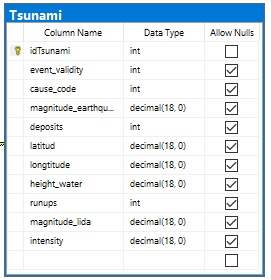 Tsunami
Column Name Data Type Allow Nulls
idTsunami int
event_validity int
cause_code int
magnitude_earthqu... decimal(18, 0)
deposits int
latitud decimal(18, 0)
longtitude decimal(18, 0)
height_water decimal(18, 0)
runups int
magnitude_lida decimal(18, 0)
intensity decimal(18, 0)